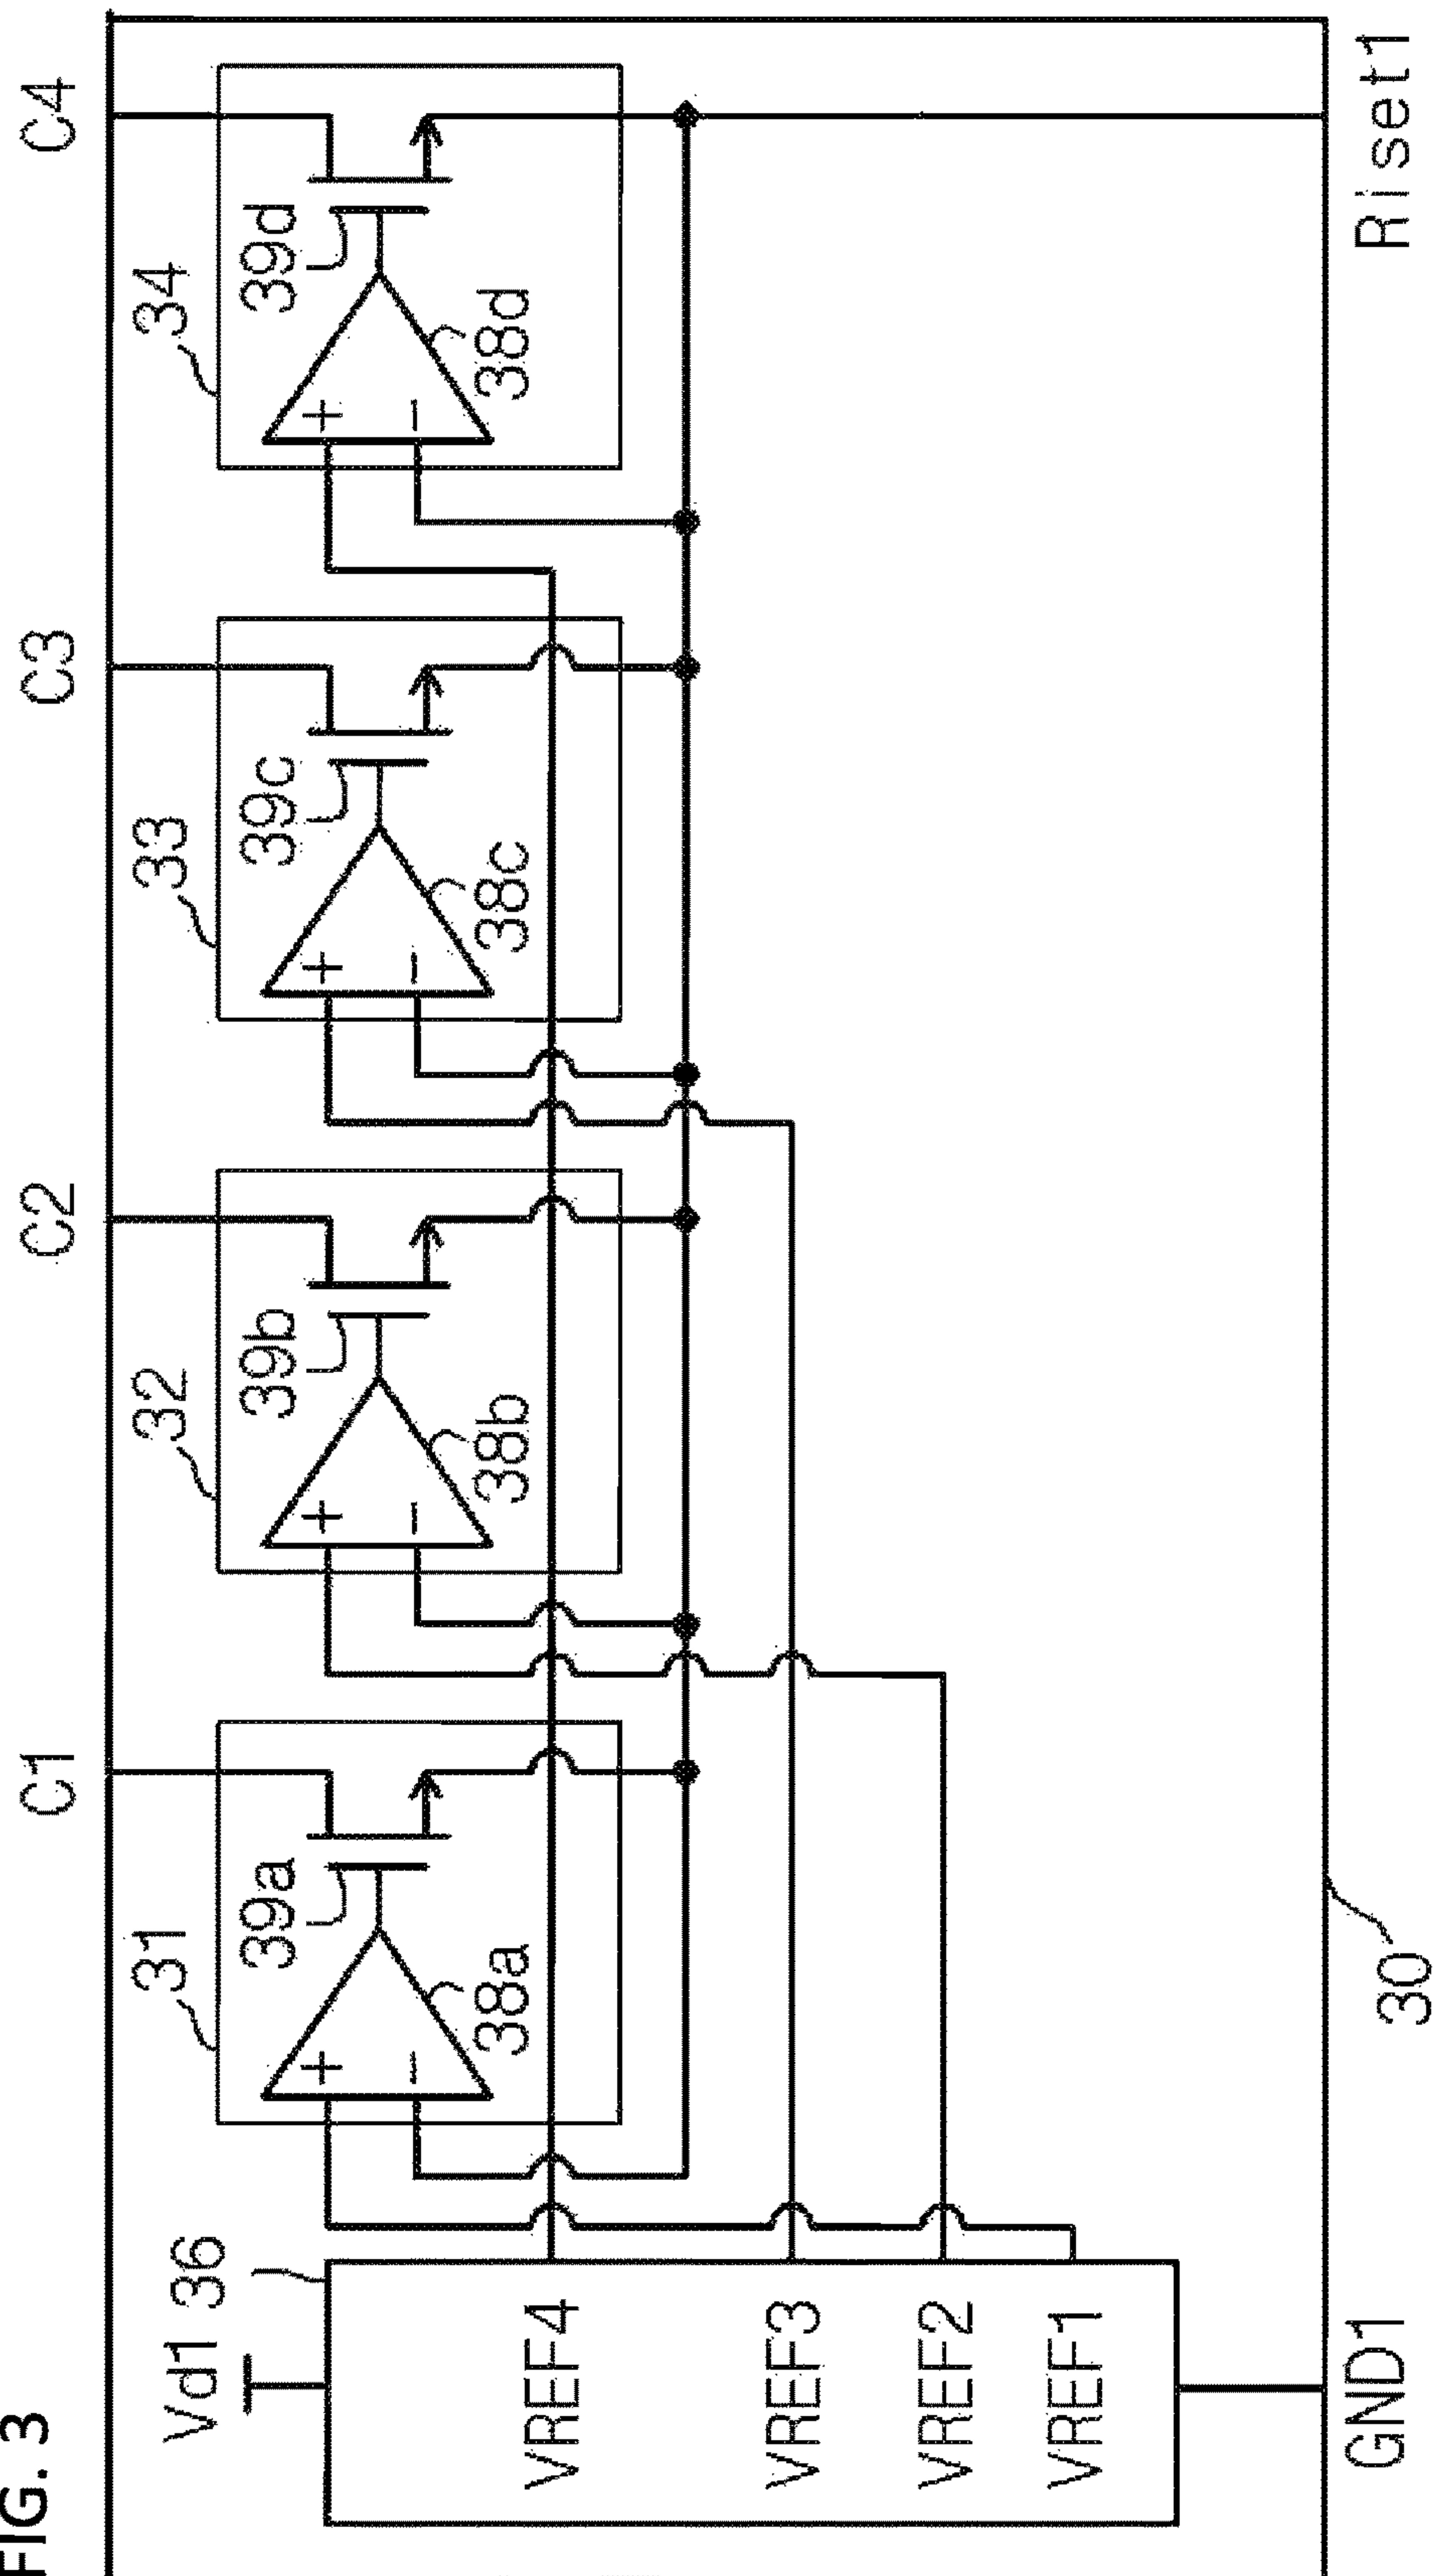 FIG. 3
C1
C2
C3
C4
31
32
33
34
Vd1
36
39a
39b
39c
39d
+
+
+
+
−
−
−
−
38a
38b
38c
38d
VREF4
VREF3
VREF2
VREF1
GND1
30
Riset1